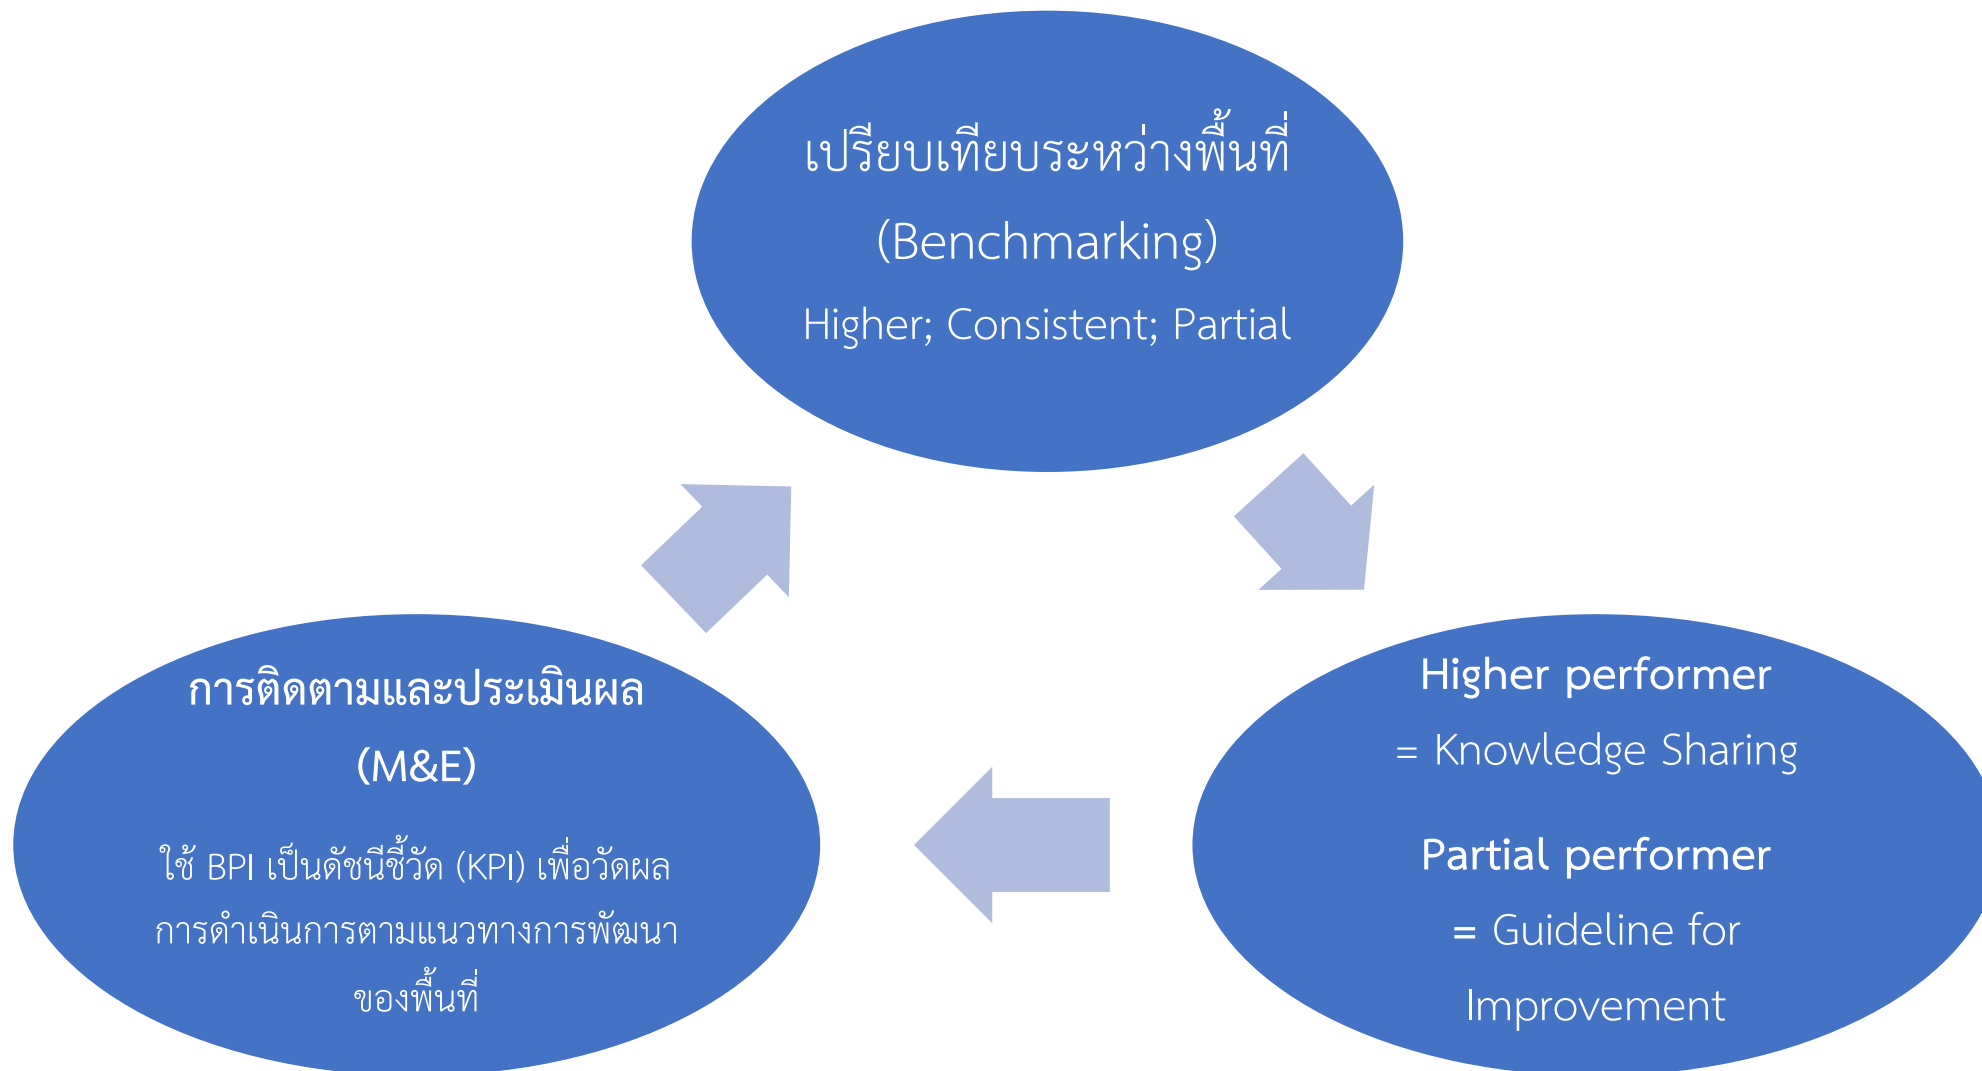 เปรียบเทียบระหว่างพื้นที่
(Benchmarking)
Higher; Consistent; Partial
Higher performer
= Knowledge Sharing
Partial performer
= Guideline for
Improvement
การติดตามและประเมินผล
(M&E)
ใช้ BPI เป็นดัชนีชี้วัด (KPI) เพื่อวัดผล
การดำเนินการตามแนวทางการพัฒนา
ของพื้นที่